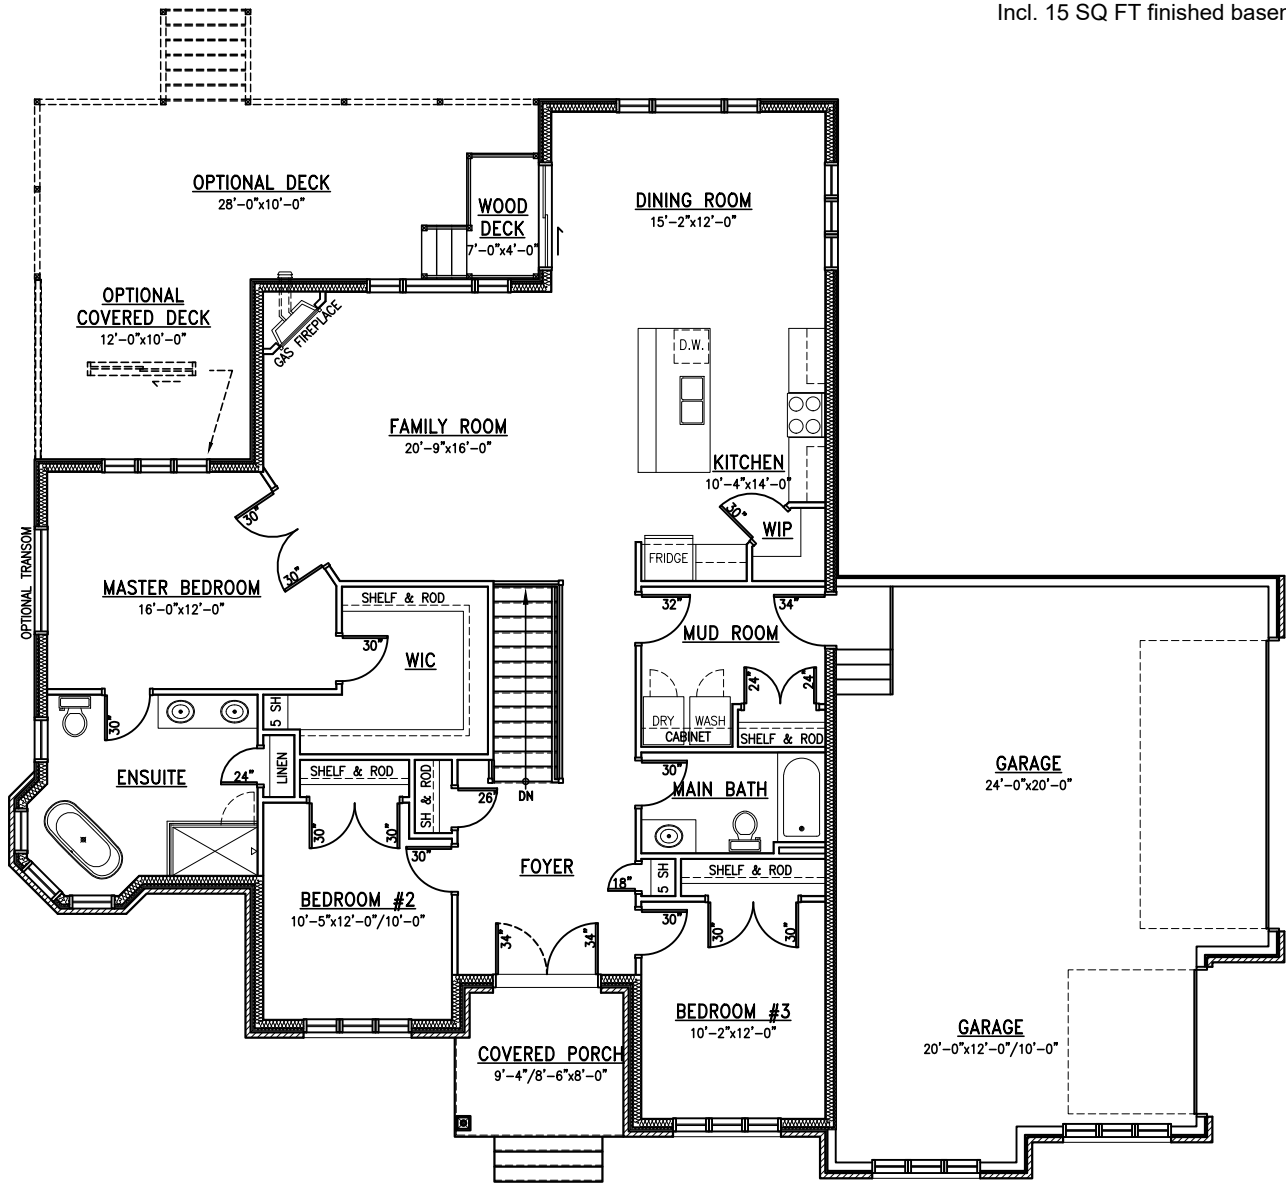 Incl. 15 SQ FT finished basem
OPTIONAL DECK
28'-0"x10'-0"
WOOD
DECK
7'-0"x4'-0"
DINING ROOM
15'-2"x12'-0"
OPTIONAL
COVERED DECK
12'-0"x10'-0"
GAS FIREPLACE
D.W.
FAMILY ROOM
20'-9"x16'-0"
KITCHEN
10'-4"x14'-0"
30"
WIP
30"
FRIDGE
OPTIONAL TRANSOM
MASTER BEDROOM
16'-0"x12'-0"
30"
SHELF & ROD
32"
34"
MUD ROOM
30"
WIC
24"
24"
5 SH
DRY
WASH
CABINET
SHELF & ROD
30"
ENSUITE
24"
LINEN
SHELF & ROD
SH & ROD
26"
DN
30"
MAIN BATH
GARAGE
24'-0"x20'-0"
30"
30"
30"
FOYER
18"
5 SH
SHELF & ROD
BEDROOM #2
10'-5"x12'-0"/10'-0"
34"
34"
30"
30"
30"
BEDROOM #3
10'-2"x12'-0"
GARAGE
20'-0"x12'-0"/10'-0"
COVERED PORCH
9'-4"/8'-6"x8'-0"